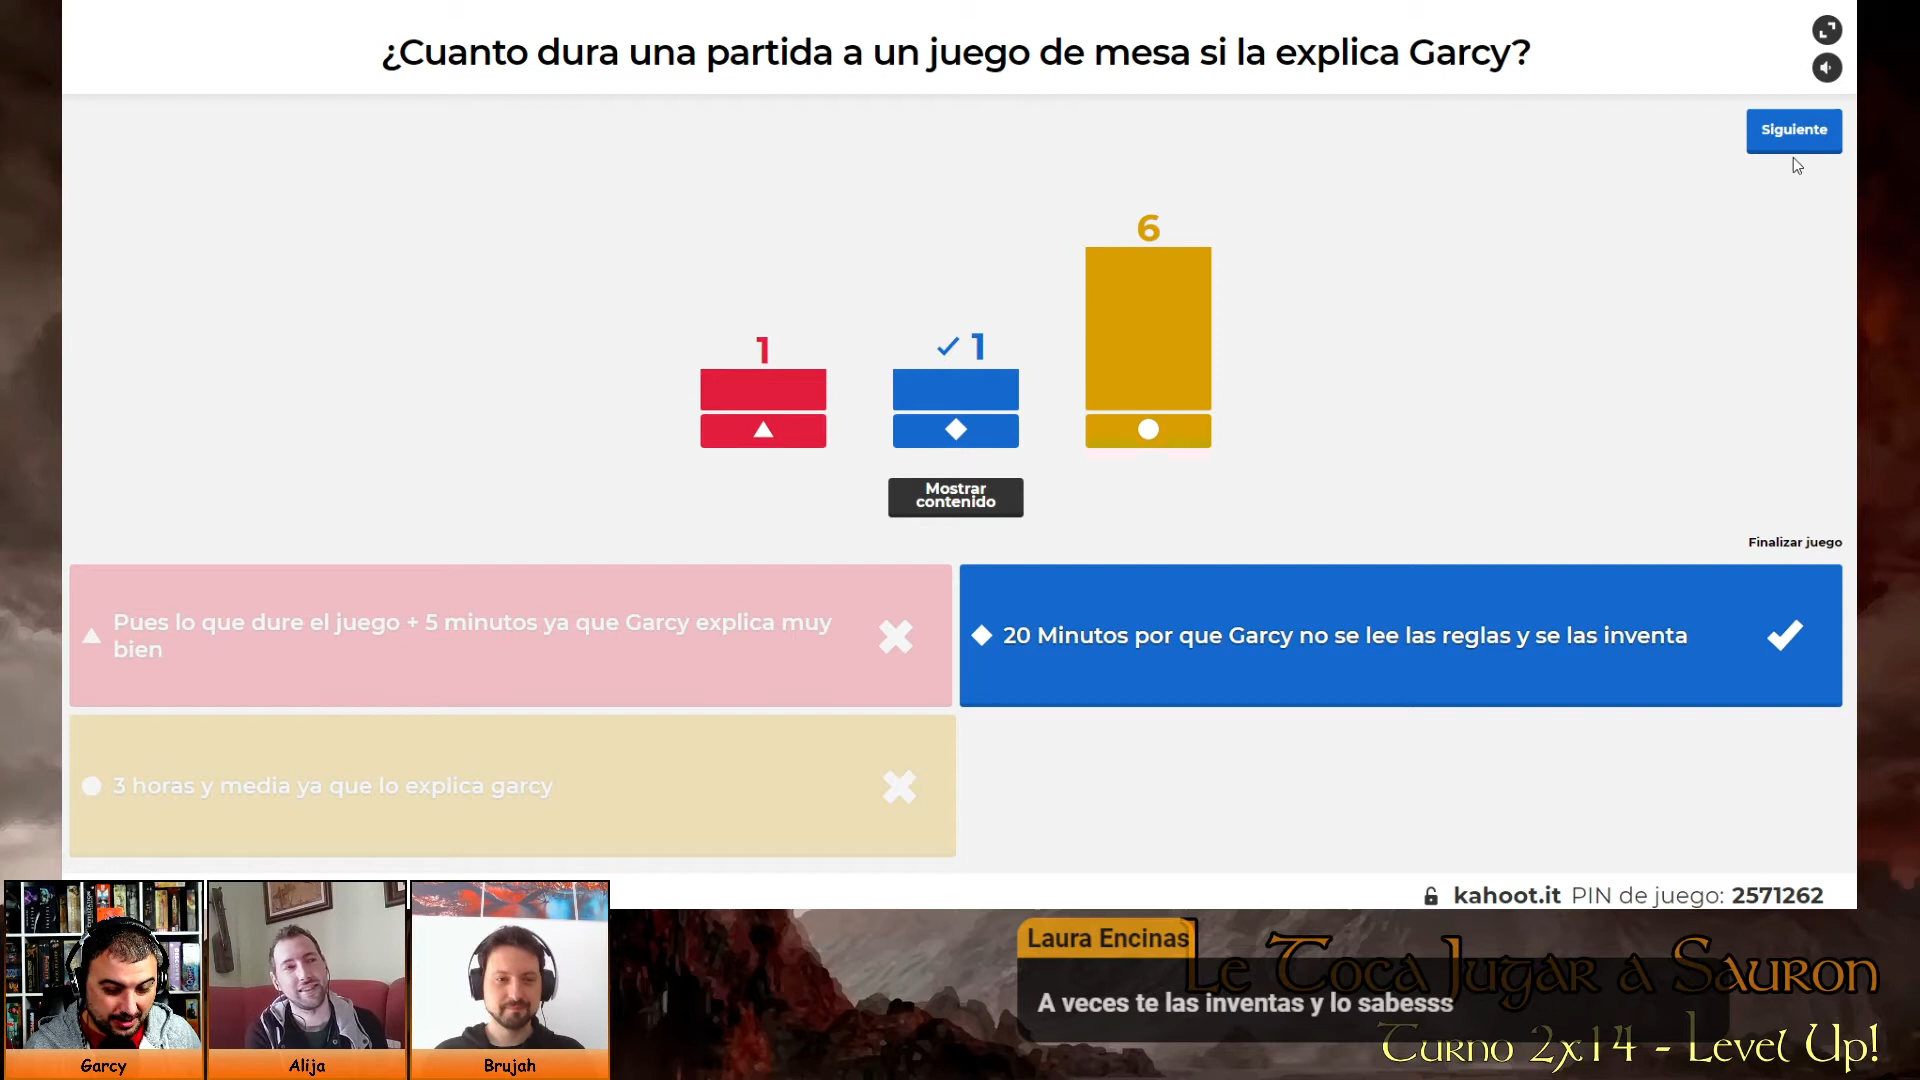 ¿Cuanto dura una partida a un juego de mesa si la explica Garcy?
Siguiente
6
1
1
Mostrar
contenido
Finalizar juego
Pues lo que dure el juego + 5 minutos ya que Garcy explica muy
bien
20 Minutos por que Garcy no se lee las reglas y se las inventa
3 horas y media ya que lo explica garcy
kahoot.it PIN de juego: 2571262
Laura Encinas
Le Toca Jugar a Sauron
A veces te las inventas y lo sabesss
Turno 2x14 - Level Up!
Garcy
Alija
Brujah